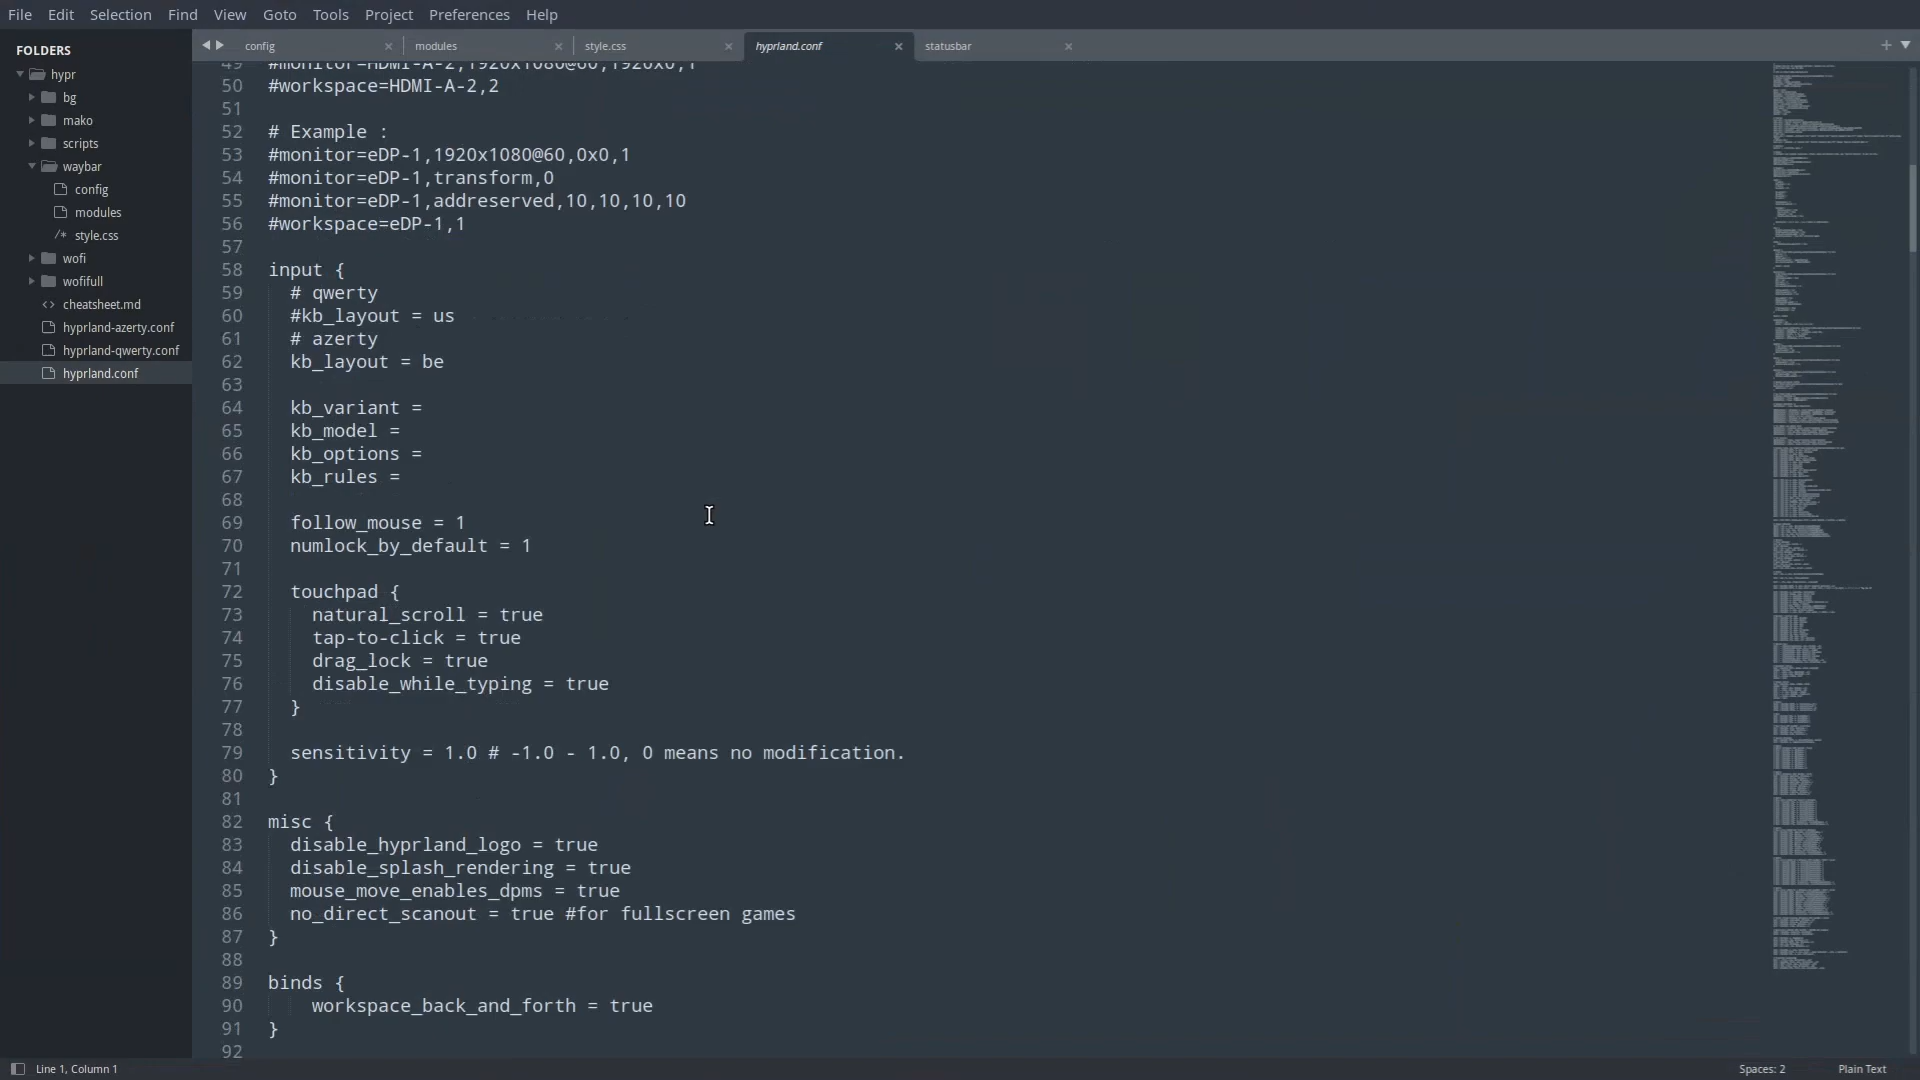 File Edit Selection Find View Goto Tools Project Preferences Help
FOLDERS
hypr
bg
mako
scripts
waybar
config
modules
/* style.css
wofi
wofifull
<> cheatsheet.md
hyprland-azerty.conf
hyprland-qwerty.conf
hyprland.conf
config × modules × style.css × hyprland.conf × statusbar ×
49 #monitor=HDMI-A-2,1920x1080@60,1920x0,1
50 #workspace=HDMI-A-2,2
51
52 # Example :
53 #monitor=eDP-1,1920x1080@60,0x0,1
54 #monitor=eDP-1,transform,0
55 #monitor=eDP-1,addreserved,10,10,10,10
56 #workspace=eDP-1,1
57
58 input {
59 # qwerty
60 #kb_layout = us
61 # azerty
62 kb_layout = be
63
64 kb_variant =
65 kb_model =
66 kb_options =
67 kb_rules =
68
69 follow_mouse = 1
70 numlock_by_default = 1
71
72 touchpad {
73 natural_scroll = true
74 tap-to-click = true
75 drag_lock = true
76 disable_while_typing = true
77 }
78
79 sensitivity = 1.0 # -1.0 - 1.0, 0 means no modification.
80 }
81
82 misc {
83 disable_hyprland_logo = true
84 disable_splash_rendering = true
85 mouse_move_enables_dpms = true
86 no_direct_scanout = true #for fullscreen games
87 }
88
89 binds {
90 workspace_back_and_forth = true
91 }
92
Line 1, Column 1 Spaces: 2 Plain Text